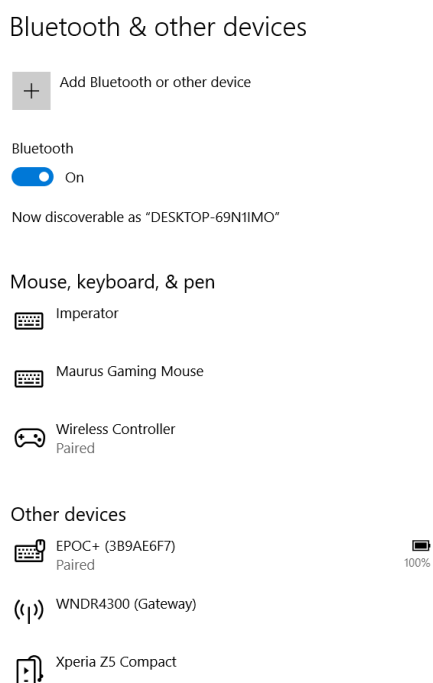 Bluetooth & other devices
Add Bluetooth or other device
Bluetooth
On
Now discoverable as “DESKTOP-69N1IMO”
Mouse, keyboard, & pen
Imperator
Maurus Gaming Mouse
Wireless Controller
Paired
Other devices
EPOC+ (3B9AE6F7)
Paired
100%
WNDR4300 (Gateway)
Xperia Z5 Compact